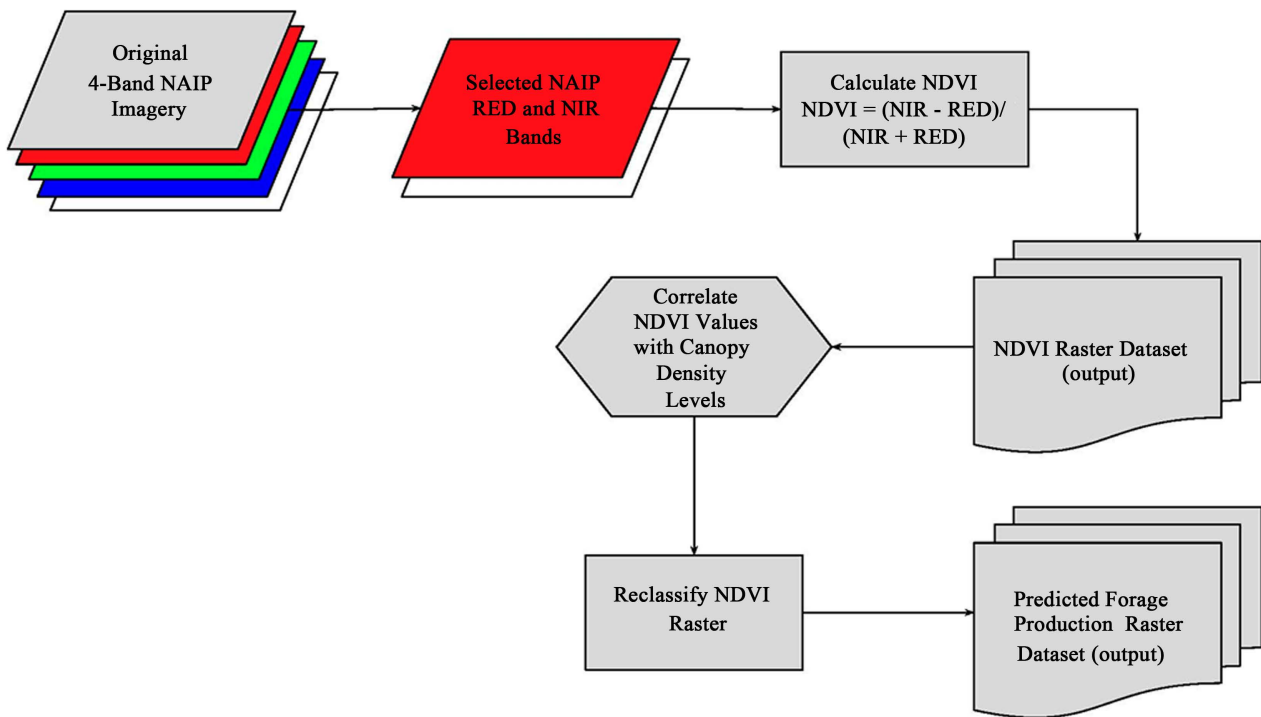 Original
4-Band NAIP
Imagery
Selected NAIP
RED and NIR
Bands
Calculate NDVI
NDVI = (NIR - RED)/
(NIR + RED)
NDVI Raster Dataset
(output)
Correlate
NDVI Values
with Canopy
Density
Levels
Reclassify NDVI
Raster
Predicted Forage
Production Raster
Dataset (output)